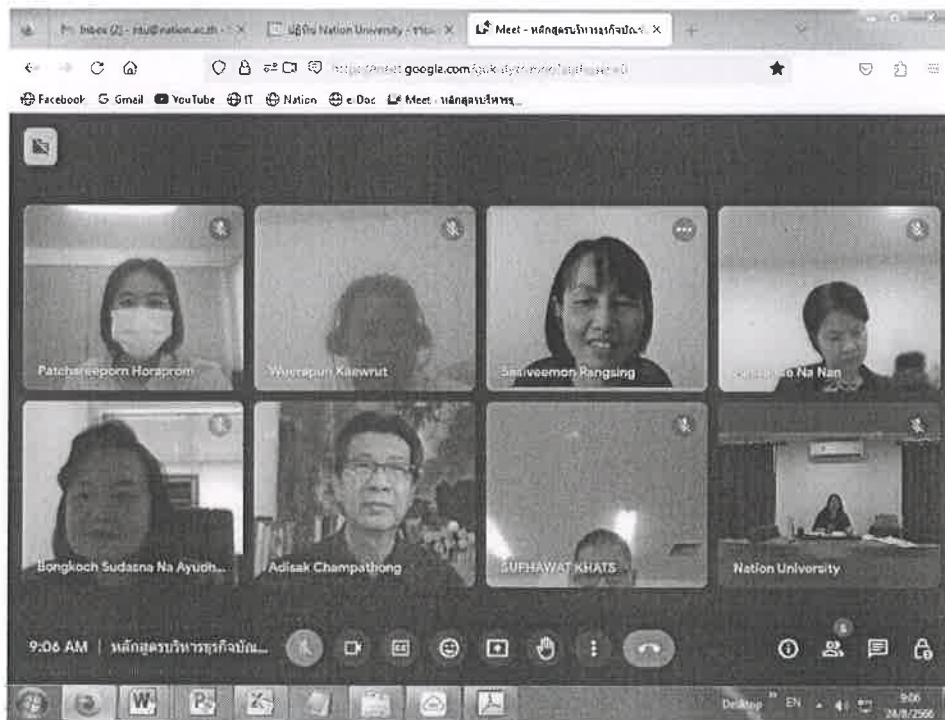 Inbox (2) -
Nation University -
Meet - หลักสูตรบริหารธุรกิจบัณ
google.com
Facebook G Gmail YouTube IT Nation e-Doc Meet - หลักสูตรบริหารธุ...
Patchareeporn Horaprom
Weerapun Kaewrut
Sasiveemon Rangsing
Na Nan
Bongkoch Sudasna Na Ayudh...
Adisak Champathong
SUPHAWAT KHATS
Nation University
9:06 AM | หลักสูตรบริหารธุรกิจบัณ...
CC
Desktop EN
9:06
24/8/2566